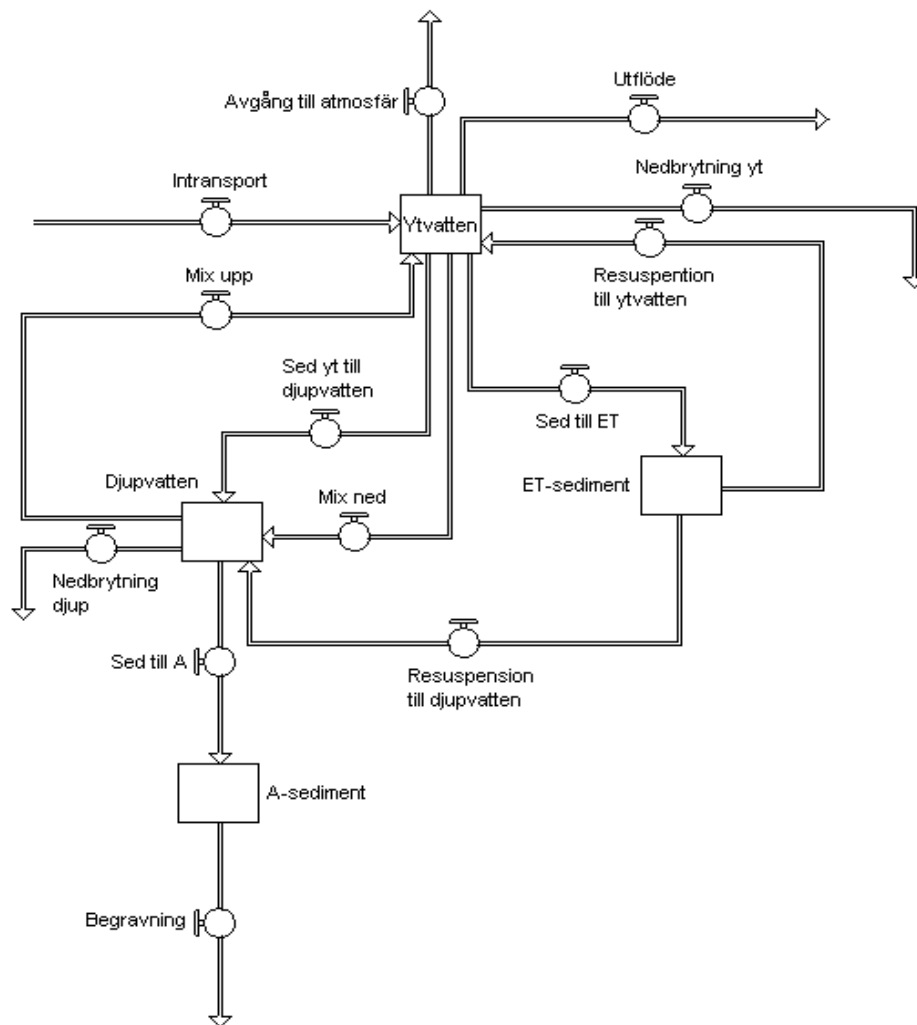 Utflöde
Avgång till atmosfär
Nedbrytning yt
Intransport
Ytvatten
Mix upp
Resuspention
till ytvatten
Sed yt till
djupvatten
Sed till ET
Djupvatten
ET-sediment
Mix ned
Nedbrytning
djup
Sed till A
Resuspension
till djupvatten
A-sediment
Begravning